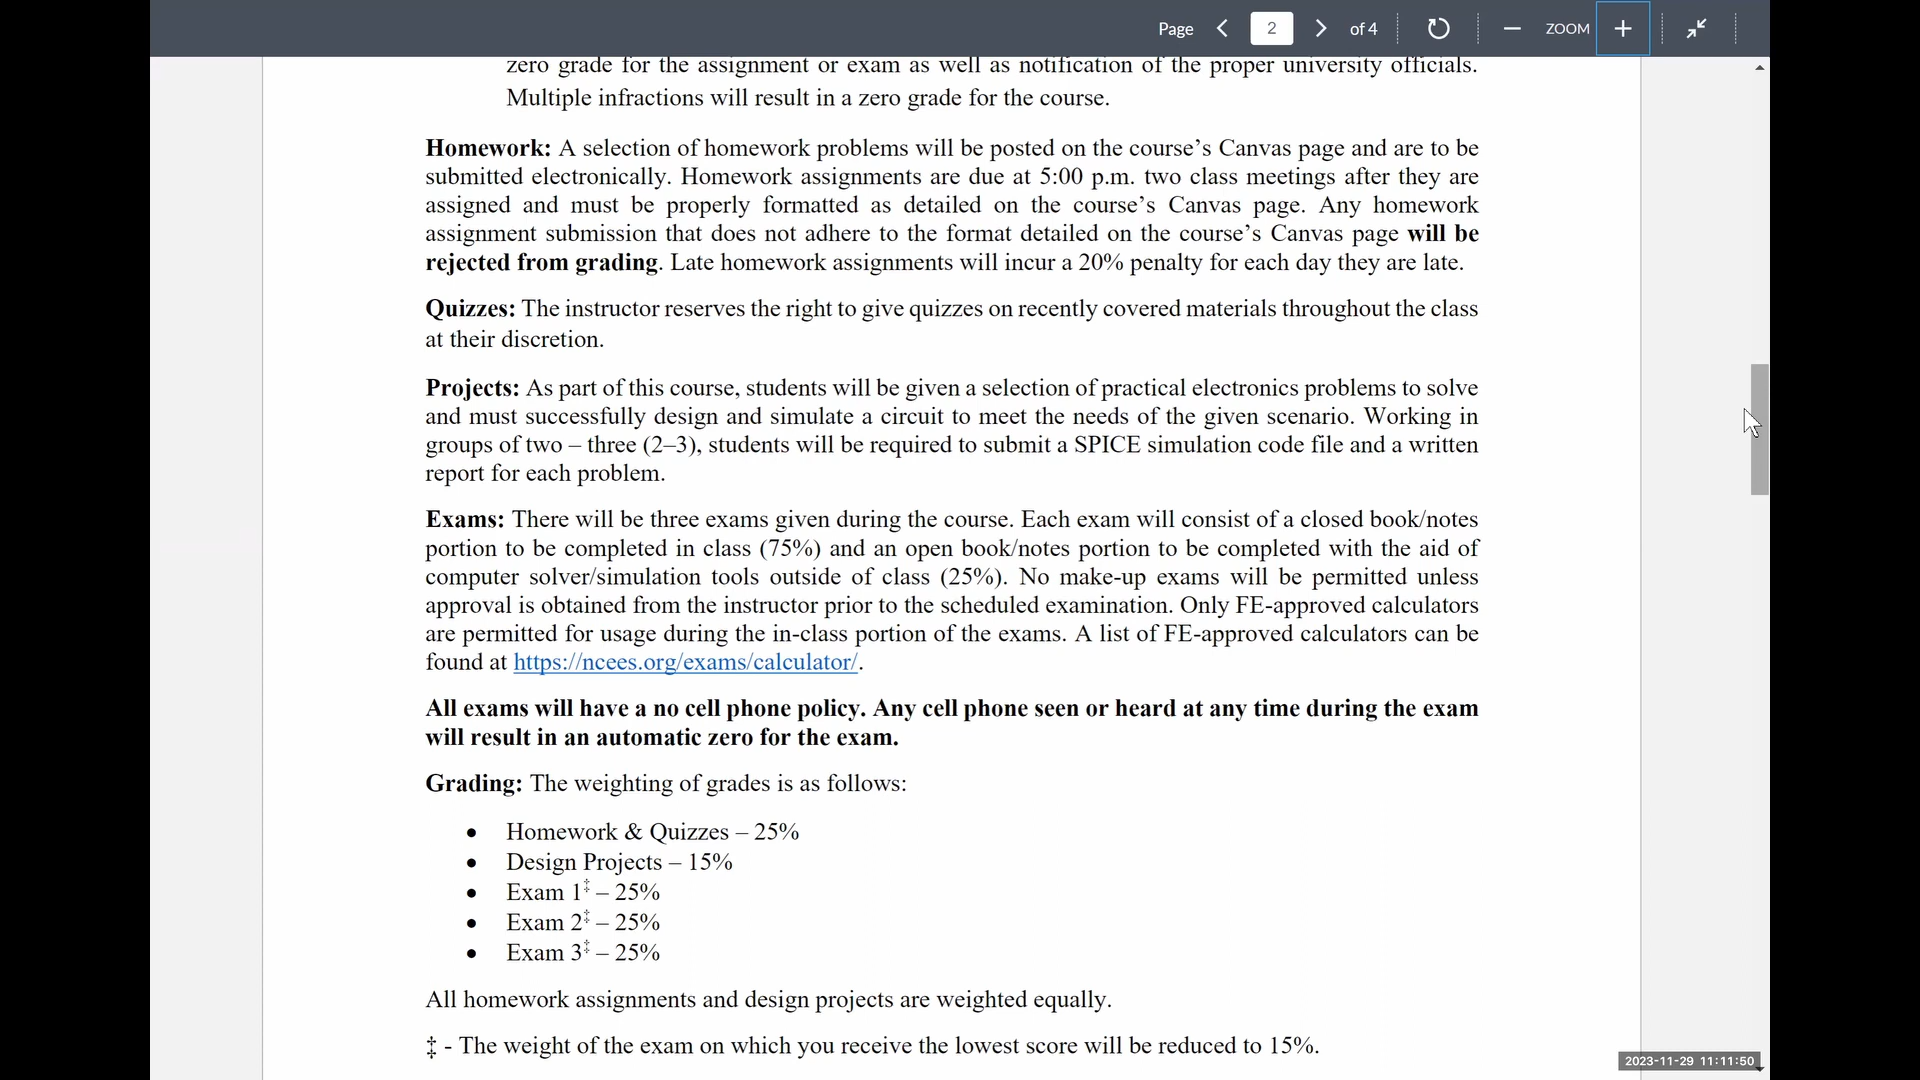 Page 2 of 4 ZOOM
zero grade for the assignment or exam as well as notification of the proper university officials.
Multiple infractions will result in a zero grade for the course.
Homework: A selection of homework problems will be posted on the course’s Canvas page and are to be
submitted electronically. Homework assignments are due at 5:00 p.m. two class meetings after they are
assigned and must be properly formatted as detailed on the course’s Canvas page. Any homework
assignment submission that does not adhere to the format detailed on the course’s Canvas page will be
rejected from grading. Late homework assignments will incur a 20% penalty for each day they are late.
Quizzes: The instructor reserves the right to give quizzes on recently covered materials throughout the class
at their discretion.
Projects: As part of this course, students will be given a selection of practical electronics problems to solve
and must successfully design and simulate a circuit to meet the needs of the given scenario. Working in
groups of two – three (2–3), students will be required to submit a SPICE simulation code file and a written
report for each problem.
Exams: There will be three exams given during the course. Each exam will consist of a closed book/notes
portion to be completed in class (75%) and an open book/notes portion to be completed with the aid of
computer solver/simulation tools outside of class (25%). No make-up exams will be permitted unless
approval is obtained from the instructor prior to the scheduled examination. Only FE-approved calculators
are permitted for usage during the in-class portion of the exams. A list of FE-approved calculators can be
found at https://ncees.org/exams/calculator/.
All exams will have a no cell phone policy. Any cell phone seen or heard at any time during the exam
will result in an automatic zero for the exam.
Grading: The weighting of grades is as follows:
• Homework & Quizzes – 25%
• Design Projects – 15%
• Exam 1‡ – 25%
• Exam 2‡ – 25%
• Exam 3‡ – 25%
All homework assignments and design projects are weighted equally.
‡ - The weight of the exam on which you receive the lowest score will be reduced to 15%.
2023-11-29 11:11:50